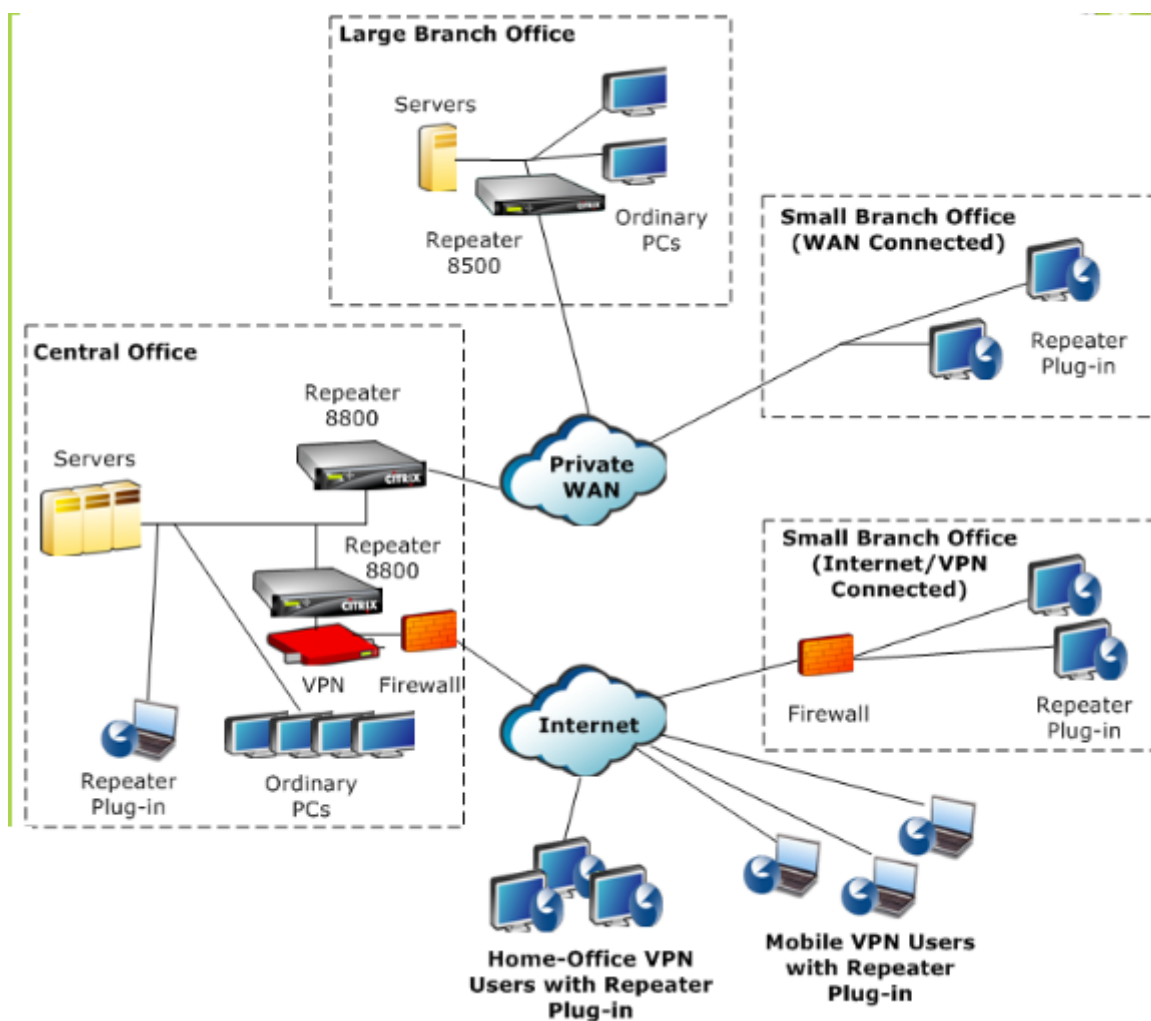 Large Branch Office
Servers
CITRIX
Repeater
8500
Ordinary
PCs
Small Branch Office
(WAN Connected)
Repeater
Plug-in
Central Office
Repeater
8800
Servers
CITRIX
Private
WAN
Repeater
8800
CITRIX
VPN
Firewall
Repeater
Plug-in
Ordinary
PCs
Small Branch Office
(Internet/VPN
Connected)
Firewall
Repeater
Plug-in
Internet
Home-Office VPN
Users with Repeater
Plug-in
Mobile VPN Users
with Repeater
Plug-in